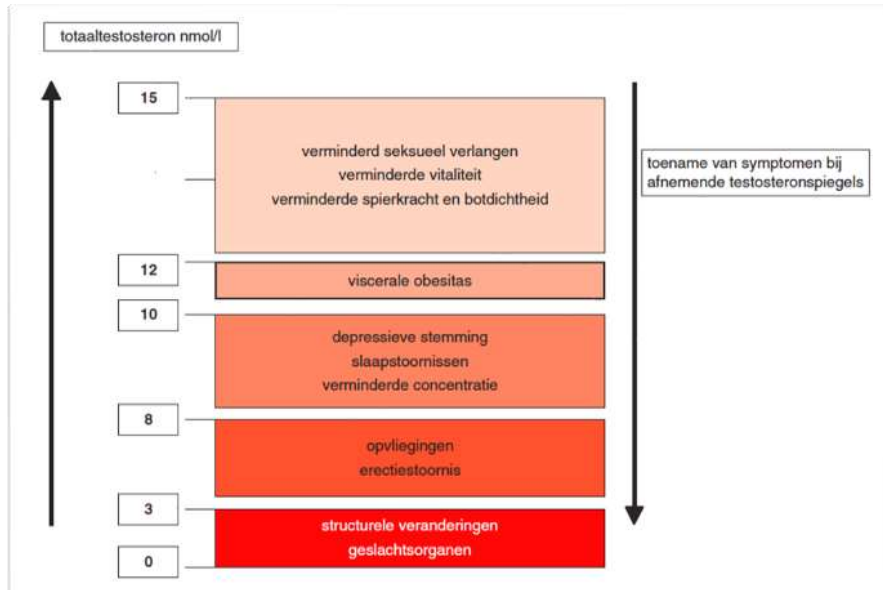 totaaltestosteron nmol/l
15
verminderd seksueel verlangen
verminderde vitaliteit
verminderde spierkracht en botdichtheid
toename van symptomen bij
afnemende testosteronspiegels
12
viscerale obesitas
10
depressieve stemming
slaapstoornissen
verminderde concentratie
8
opvliegingen
erectiestoornis
3
structurele veranderingen
geslachtsorganen
0